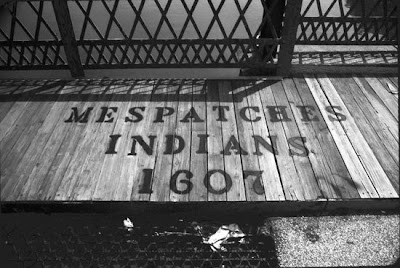 MESPATCHES
INDIANS
1607